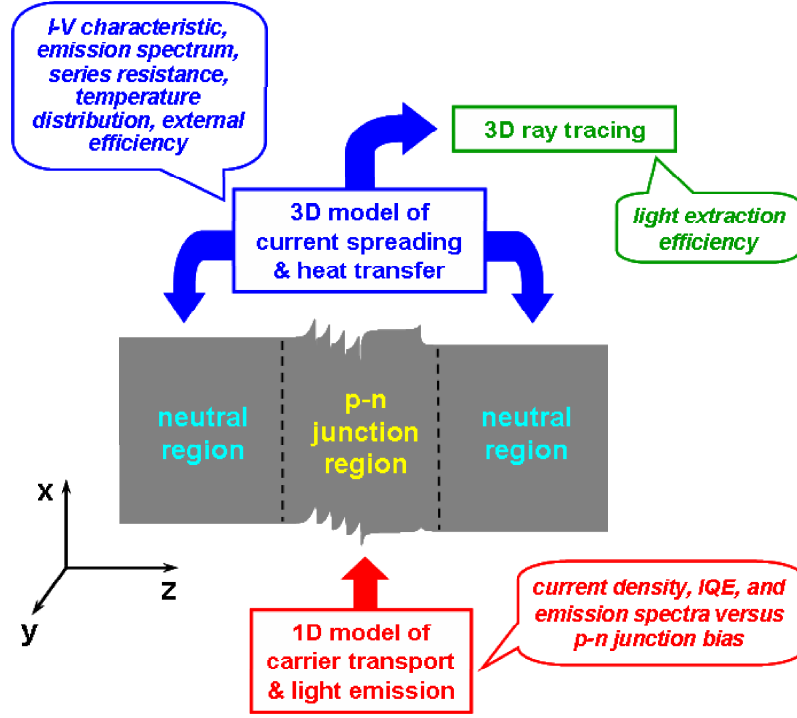 I-V characteristic,
emission spectrum,
series resistance,
temperature
distribution, external
efficiency
3D ray tracing
light extraction
efficiency
3D model of
current spreading
& heat transfer
neutral
region
p-n
junction
region
neutral
region
x
z
y
1D model of
carrier transport
& light emission
current density, IQE, and
emission spectra versus
p-n junction bias